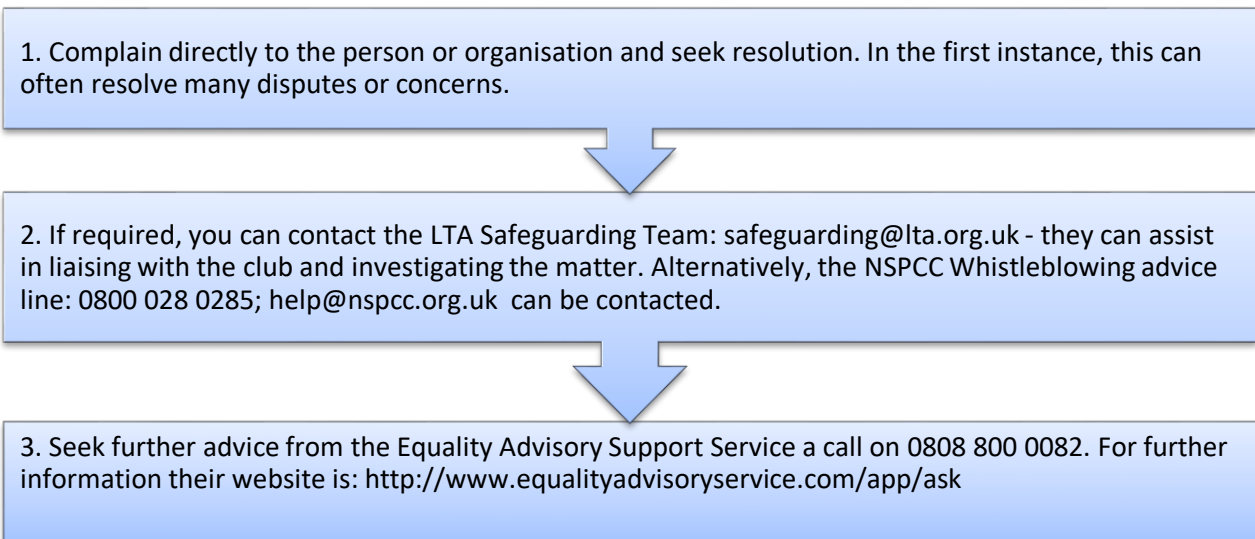 1. Complain directly to the person or organisation and seek resolution. In the first instance, this can
often resolve many disputes or concerns.
2. If required, you can contact the LTA Safeguarding Team: safeguarding@lta.org.uk - they can assist
in liaising with the club and investigating the matter. Alternatively, the NSPCC Whistleblowing advice
line: 0800 028 0285; help@nspcc.org.uk  can be contacted.
3. Seek further advice from the Equality Advisory Support Service a call on 0808 800 0082. For further
information their website is: http://www.equalityadvisoryservice.com/app/ask